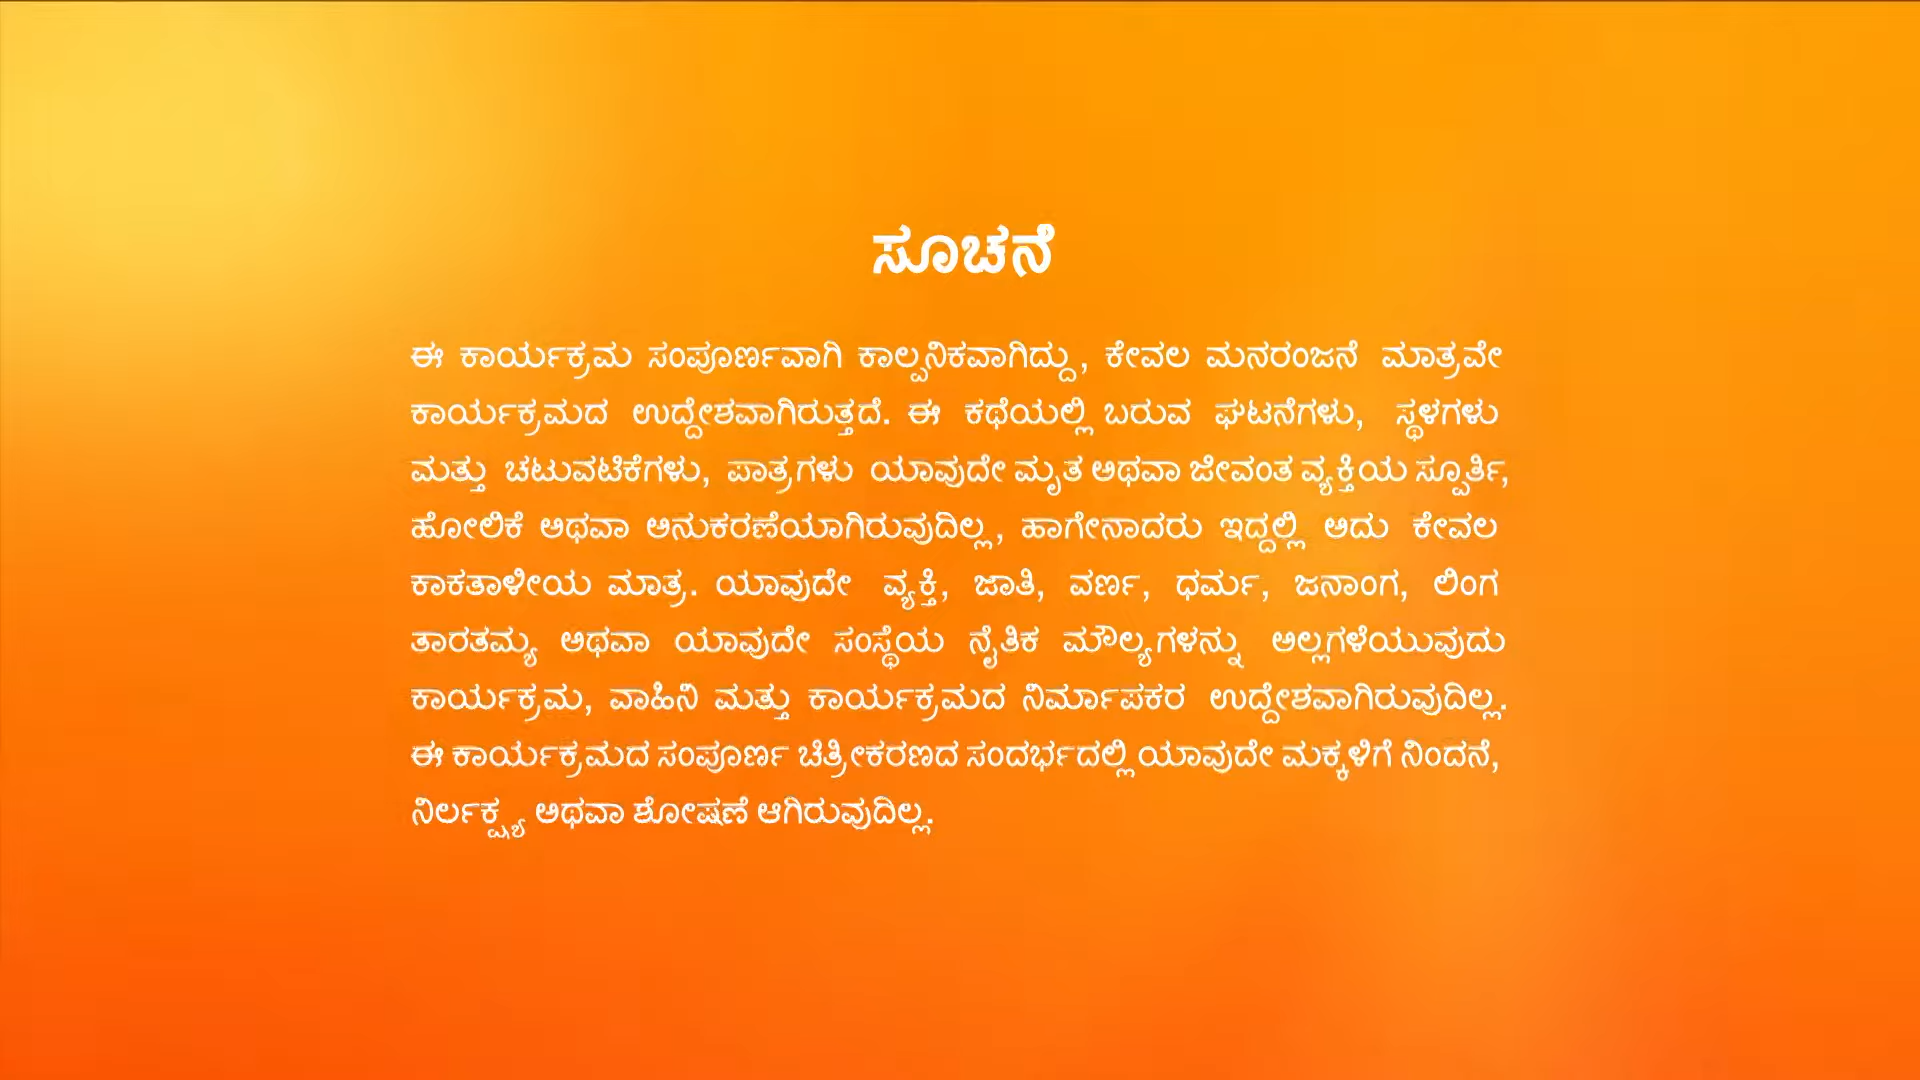 ಸೂಚನೆ
ಈ ಕಾರ್ಯಕ್ರಮ ಸಂಪೂರ್ಣವಾಗಿ ಕಾಲ್ಪನಿಕವಾಗಿದ್ದು, ಕೇವಲ ಮನರಂಜನೆ ಮಾತ್ರವೇ
ಕಾರ್ಯಕ್ರಮದ ಉದ್ದೇಶವಾಗಿರುತ್ತದೆ. ಈ ಕಥೆಯಲ್ಲಿ ಬರುವ ಘಟನೆಗಳು, ಸ್ಥಳಗಳು
ಮತ್ತು ಚಟುವಟಿಕೆಗಳು, ಪಾತ್ರಗಳು ಯಾವುದೇ ಮೃತ ಅಥವಾ ಜೀವಂತ ವ್ಯಕ್ತಿಯ ಸ್ಪೂರ್ತಿ,
ಹೋಲಿಕೆ ಅಥವಾ ಅನುಕರಣೆಯಾಗಿರುವುದಿಲ್ಲ, ಹಾಗೇನಾದರು ಇದ್ದಲ್ಲಿ ಅದು ಕೇವಲ
ಕಾಕತಾಳೀಯ ಮಾತ್ರ. ಯಾವುದೇ ವ್ಯಕ್ತಿ, ಜಾತಿ, ವರ್ಣ, ಧರ್ಮ, ಜನಾಂಗ, ಲಿಂಗ
ತಾರತಮ್ಯ ಅಥವಾ ಯಾವುದೇ ಸಂಸ್ಥೆಯ ನೈತಿಕ ಮೌಲ್ಯಗಳನ್ನು ಅಲ್ಲಗಳೆಯುವುದು
ಕಾರ್ಯಕ್ರಮ, ವಾಹಿನಿ ಮತ್ತು ಕಾರ್ಯಕ್ರಮದ ನಿರ್ಮಾಪಕರ ಉದ್ದೇಶವಾಗಿರುವುದಿಲ್ಲ.
ಈ ಕಾರ್ಯಕ್ರಮದ ಸಂಪೂರ್ಣ ಚಿತ್ರೀಕರಣದ ಸಂದರ್ಭದಲ್ಲಿ ಯಾವುದೇ ಮಕ್ಕಳಿಗೆ ನಿಂದನೆ,
ನಿರ್ಲಕ್ಷ್ಯ ಅಥವಾ ಶೋಷಣೆ ಆಗಿರುವುದಿಲ್ಲ.